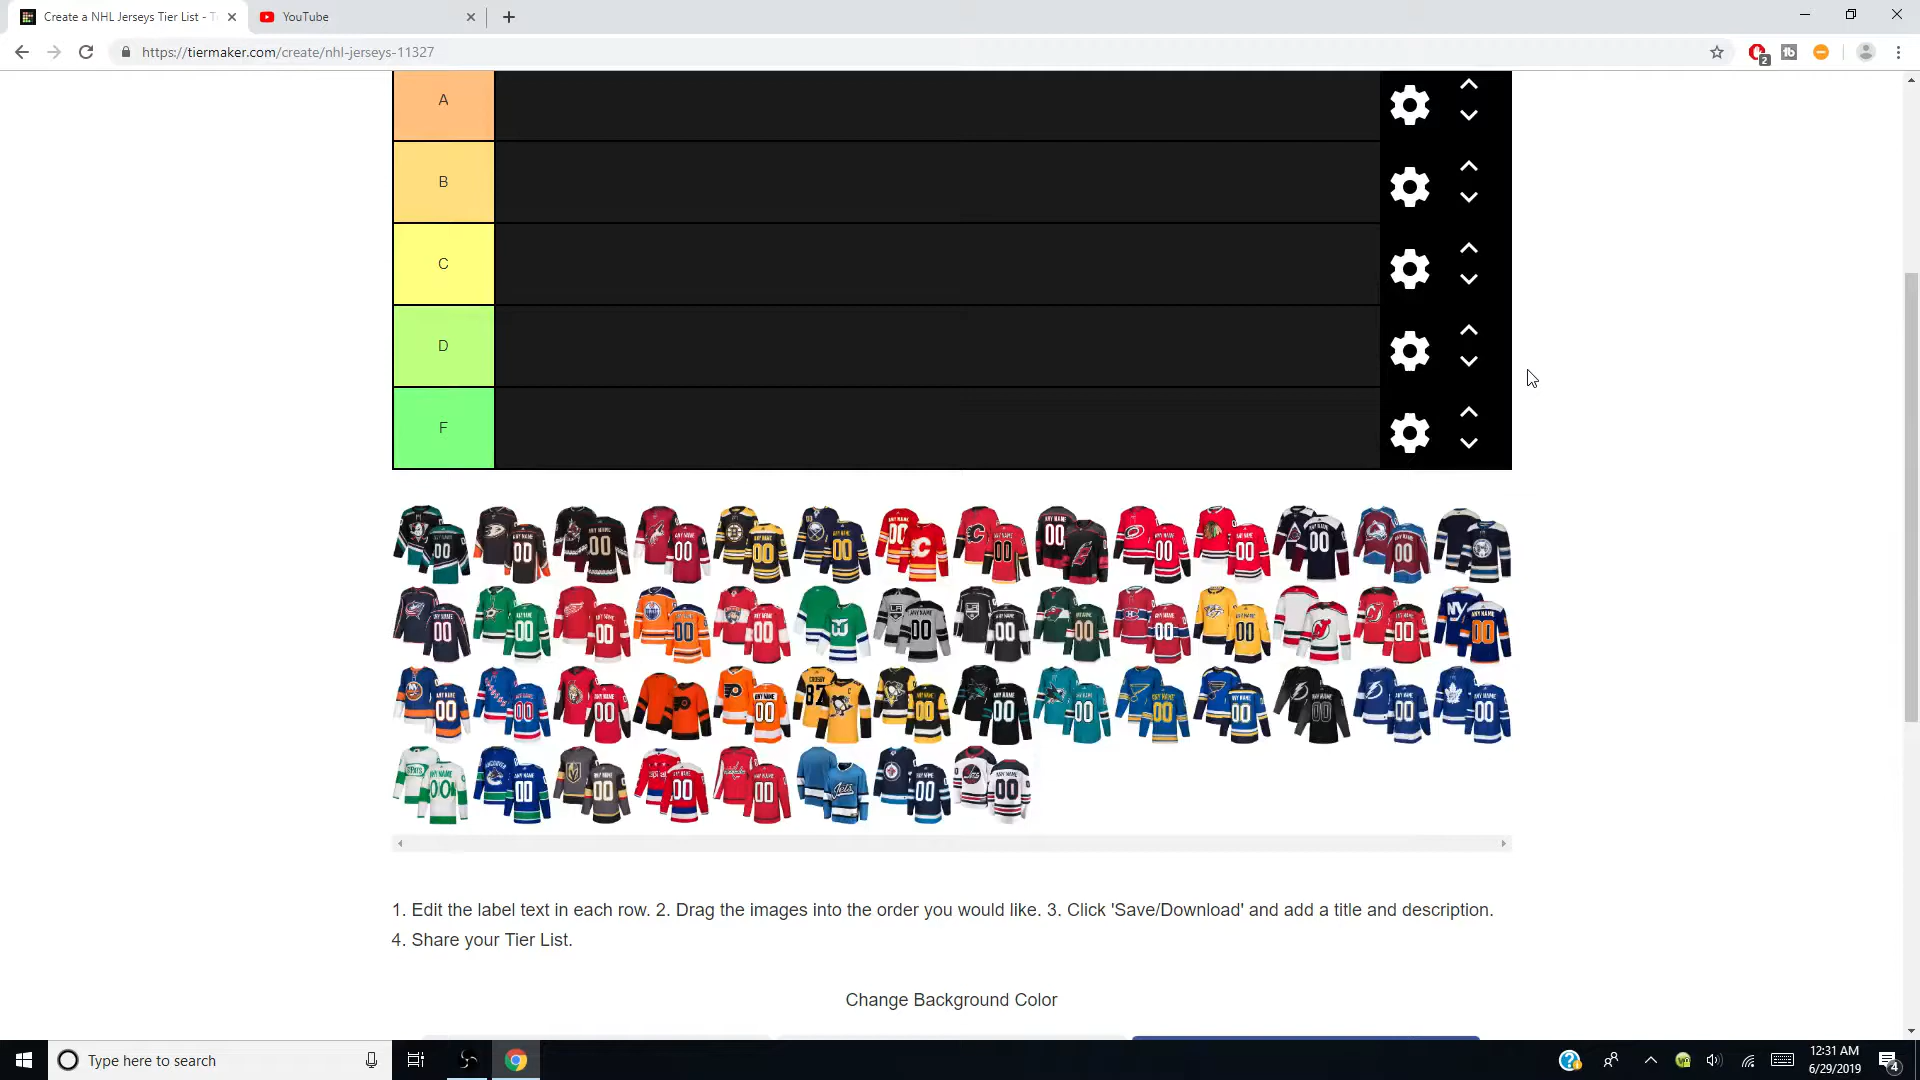 Create a NHL Jerseys Tier List - T
YouTube
https://tiermaker.com/create/nhl-jerseys-11327
2
A
B
C
D
F
1. Edit the label text in each row. 2. Drag the images into the order you would like. 3. Click 'Save/Download' and add a title and description.
4. Share your Tier List.
Change Background Color
Type here to search
12:31 AM
6/29/2019
4